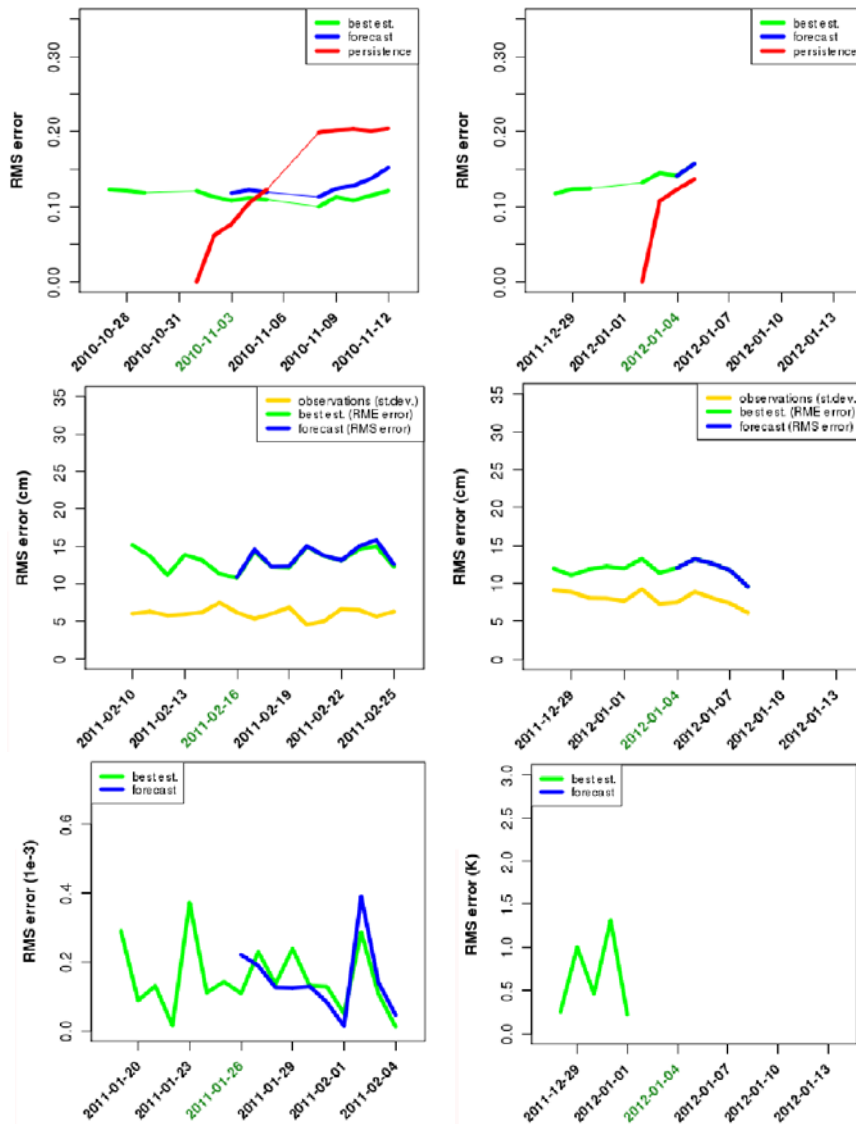 best est.
forecast
persistence
RMS error
0.00 0.10 0.20 0.30
2010-10-28 2010-10-31 2010-11-03 2010-11-06 2010-11-09 2010-11-12
best est.
forecast
persistence
RMS error
0.00 0.10 0.20 0.30
2011-12-29 2012-01-01 2012-01-04 2012-01-07 2012-01-10 2012-01-13
observations (st.dev.)
best est. (RME error)
forecast (RMS error)
RMS error (cm)
0 5 10 15 20 25 30 35
2011-02-10 2011-02-13 2011-02-16 2011-02-19 2011-02-22 2011-02-25
observations (st.dev.)
best est. (RME error)
forecast (RMS error)
RMS error (cm)
0 5 10 15 20 25 30 35
2011-12-29 2012-01-01 2012-01-04 2012-01-07 2012-01-10 2012-01-13
best est.
forecast
RMS error (1e-3)
0.0 0.2 0.4 0.6
2011-01-20 2011-01-23 2011-01-26 2011-01-29 2011-02-01 2011-02-04
best est.
forecast
RMS error (K)
0.0 0.5 1.0 1.5 2.0 2.5 3.0
2011-12-29 2012-01-01 2012-01-04 2012-01-07 2012-01-10 2012-01-13